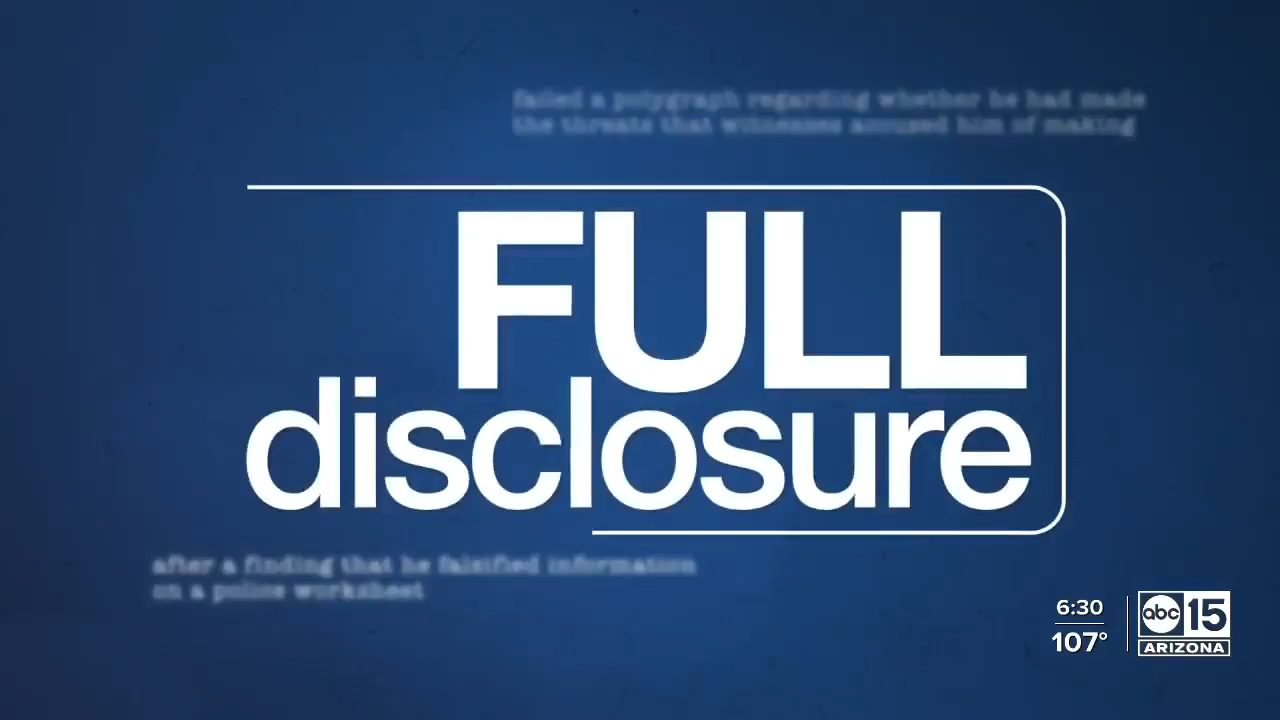 failed a polygraph regarding whether he had made
the threats that witnesses accused him of making
FULL
disclosure
after a finding that he falsified information
on a police worksheet
6:30
107°
abc 15
ARIZONA